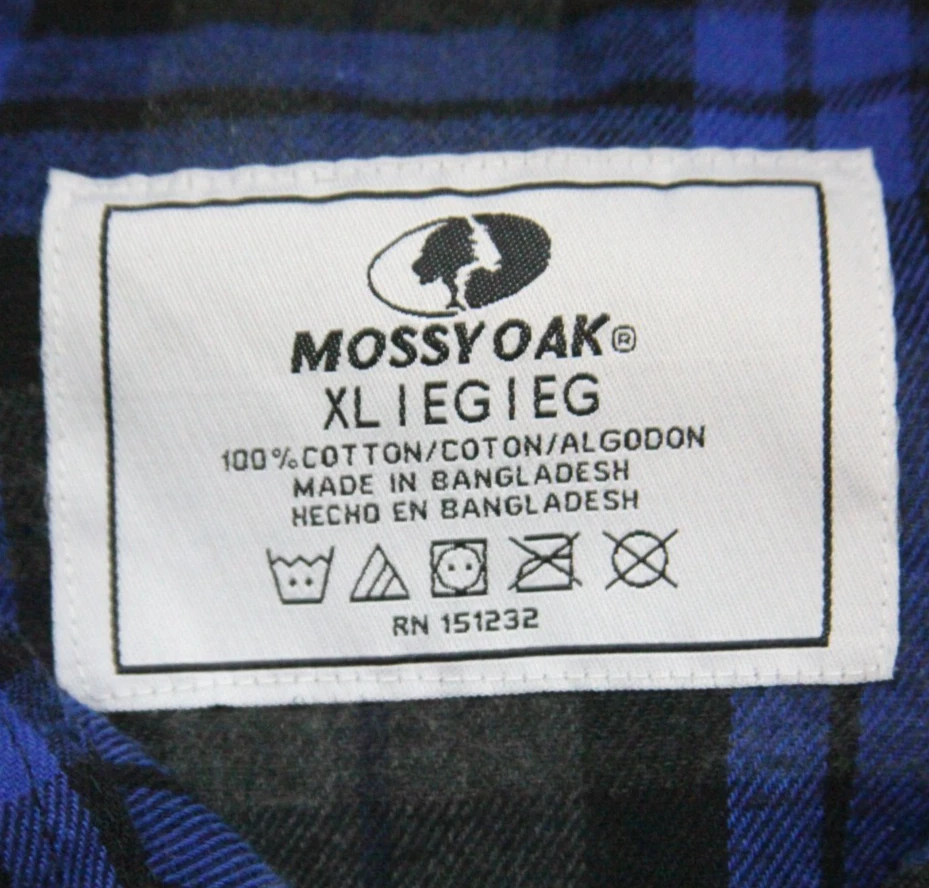 MOSSY OAK®
XL | EG | EG
100% COTTON/COTON/ALGODON
MADE IN BANGLADESH
HECHO EN BANGLADESH
RN 151232